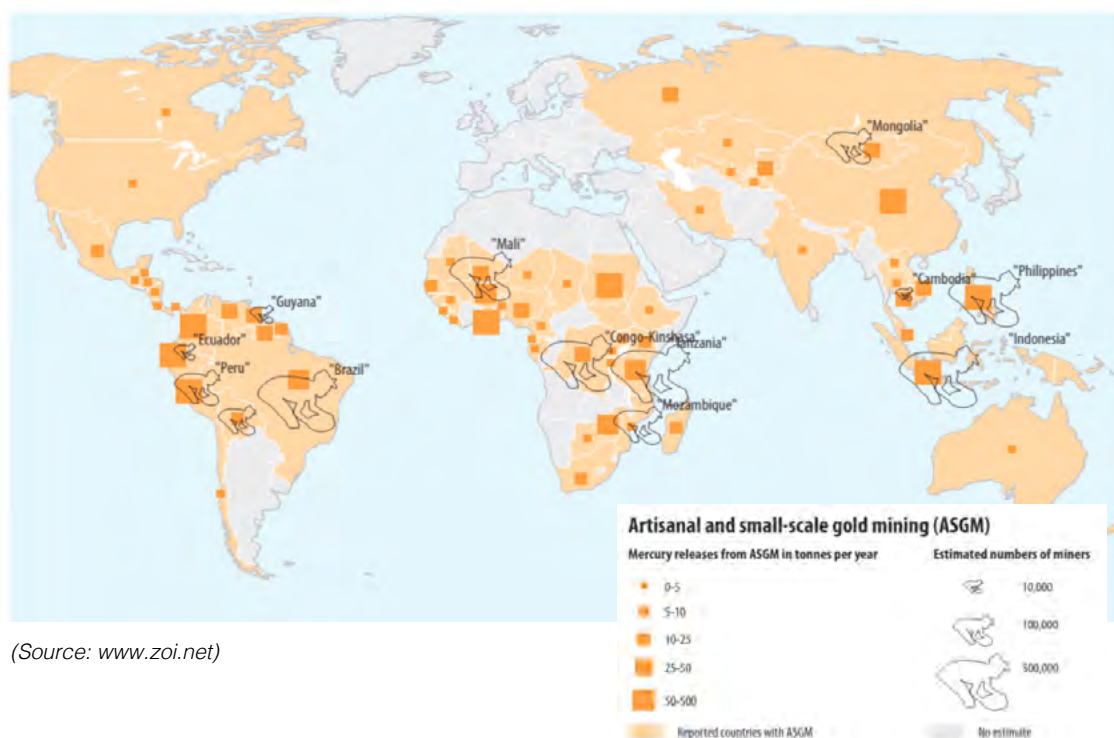 "Mongolia"
"Mali"
"Cambodia"
"Philippines"
"Guyana"
"Ecuador"
"Congo-Kinshasa"
"Tanzania"
"Indonesia"
"Peru"
"Brazil"
"Mozambique"
Artisanal and small-scale gold mining (ASGM)
Mercury releases from ASGM in tonnes per year
Estimated numbers of miners
0-5
10,000
5-10
100,000
10-25
25-50
500,000
50-500
Reported countries with ASGM
No estimate
(Source: www.zoi.net)